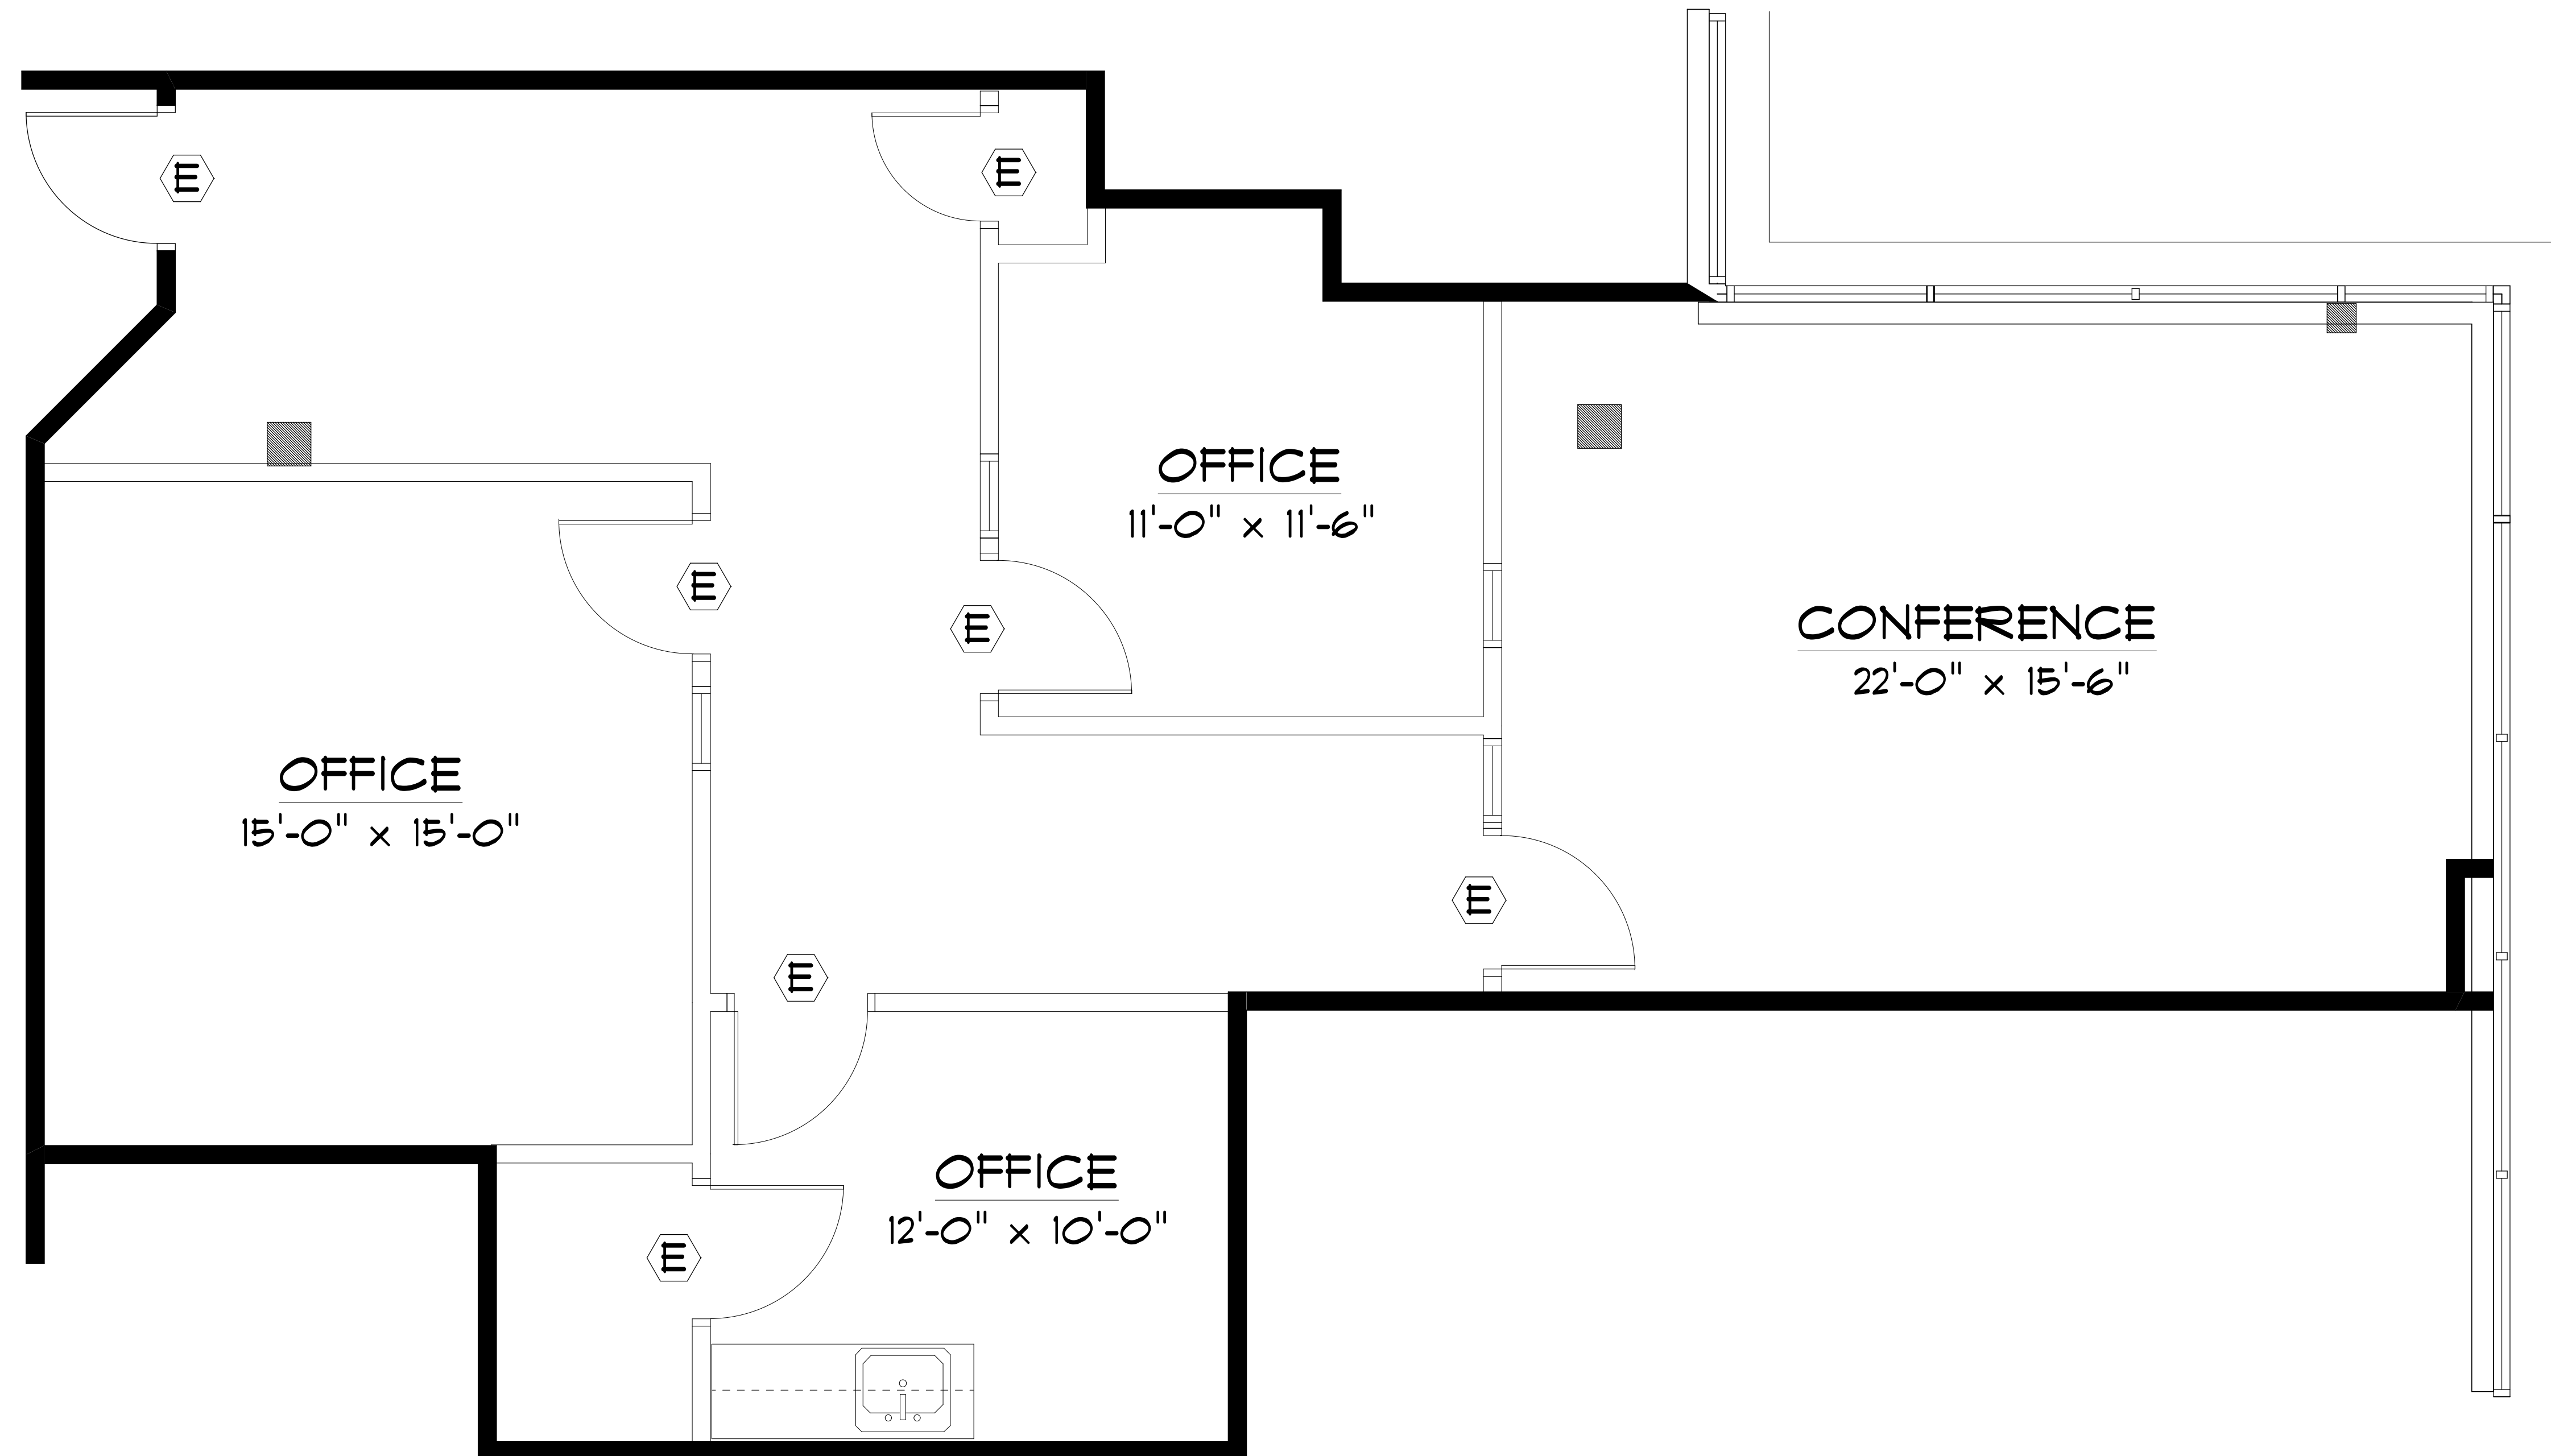 E
E
OFFICE
11'-0" x 11'-6"
E
E
CONFERENCE
22'-0" x 15'-6"
OFFICE
15'-0" x 15'-0"
E
E
OFFICE
12'-0" x 10'-0"
E